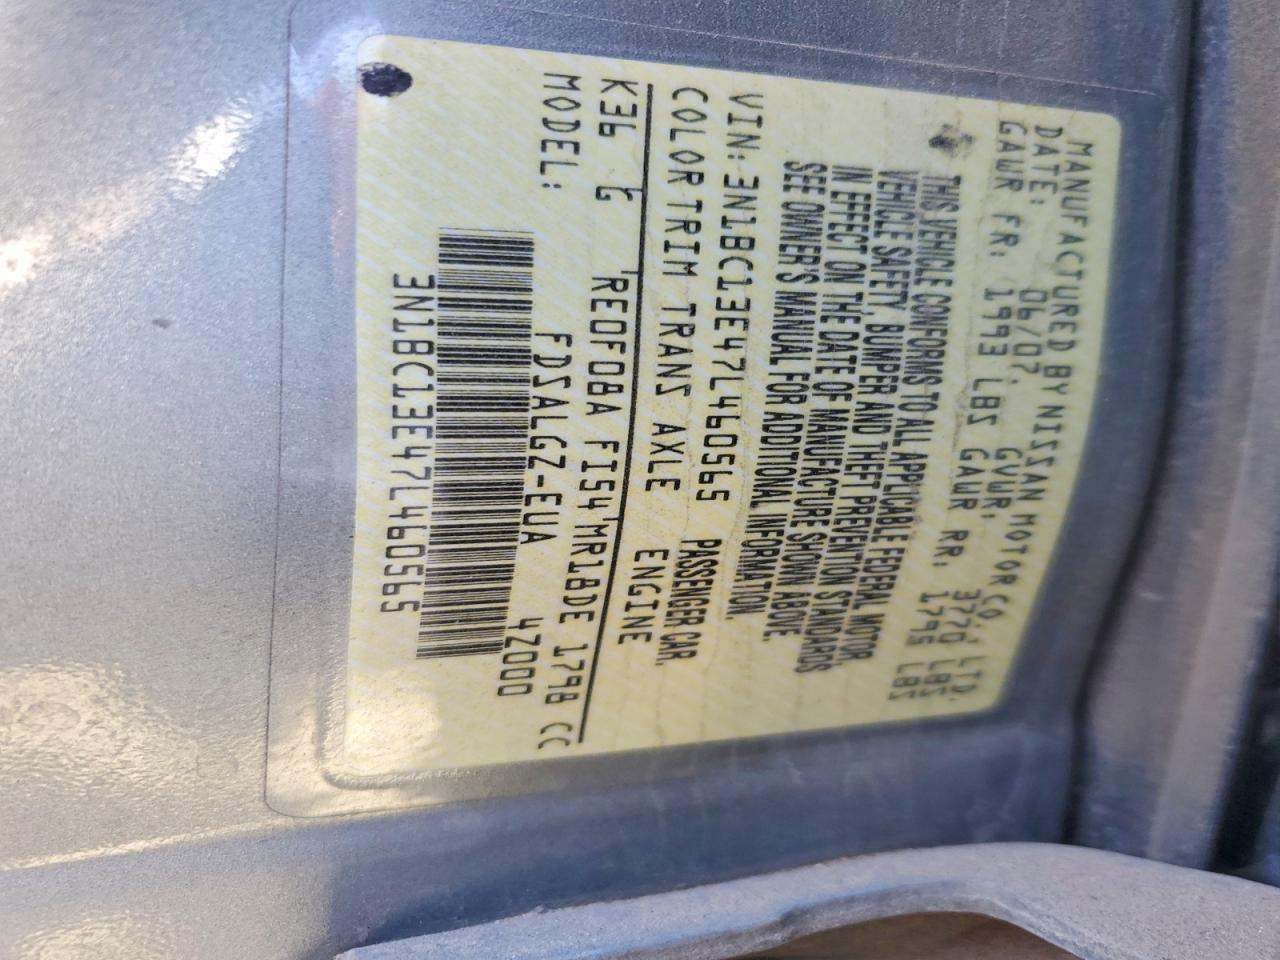 MANUFACTURED BY NISSAN MOTOR CO., LTD.
DATE: 06/07, GVWR: 3770 LBS.
GAWR FR: 1993 LBS GAWR RR: 1795 LBS
THIS VEHICLE CONFORMS TO ALL APPLICABLE FEDERAL MOTOR
VEHICLE SAFETY, BUMPER AND THEFT PREVENTION STANDARDS
IN EFFECT ON THE DATE OF MANUFACTURE SHOWN ABOVE.
SEE OWNER'S MANUAL FOR ADDITIONAL INFORMATION.
VIN: 3N1BC13E47L460565 PASSENGER CAR.
COLOR TRIM TRANS AXLE ENGINE
K36 G RE0F08A FI54 MR18DE 1798 CC
MODEL: FDSALGZ-EUA 4Z000
3N1BC13E47L460565